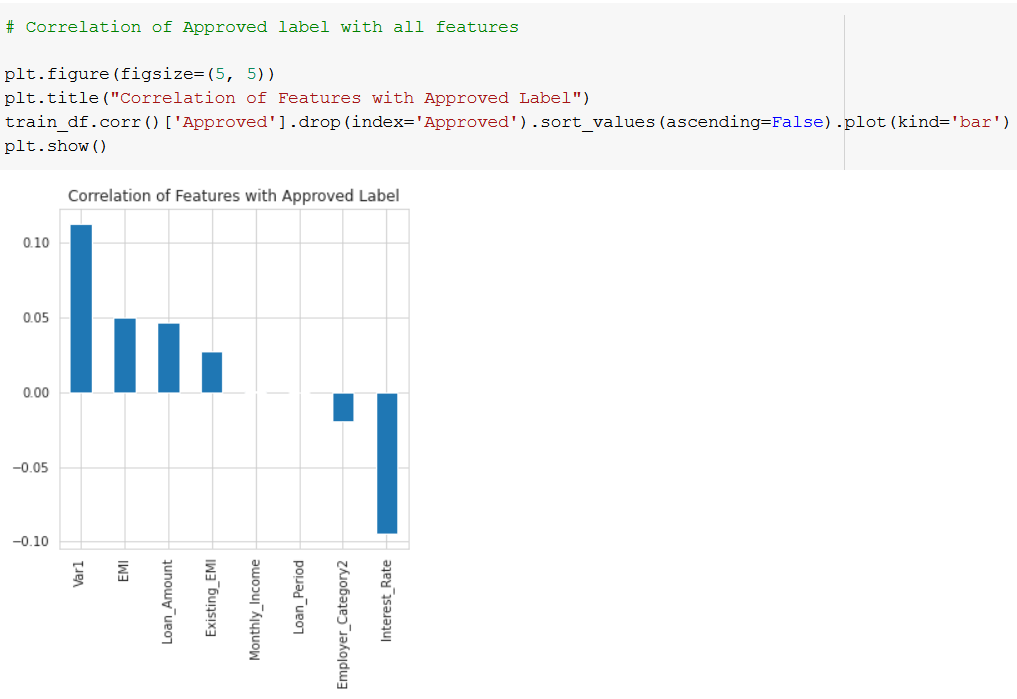 # Correlation of Approved label with all features
plt.figure(figsize=(5, 5))
plt.title("Correlation of Features with Approved Label")
train_df.corr()['Approved'].drop(index='Approved').sort_values(ascending=False).plot(kind='bar')
plt.show()
Correlation of Features with Approved Label
0.10
0.05
0.00
−0.05
−0.10
Var1
EMI
Loan_Amount
Existing_EMI
Monthly_Income
Loan_Period
Employer_Category2
Interest_Rate